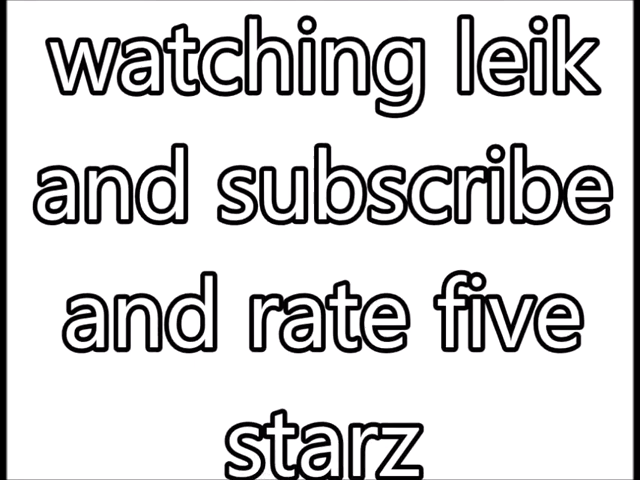 watching leik
and subscribe
and rate five
starz